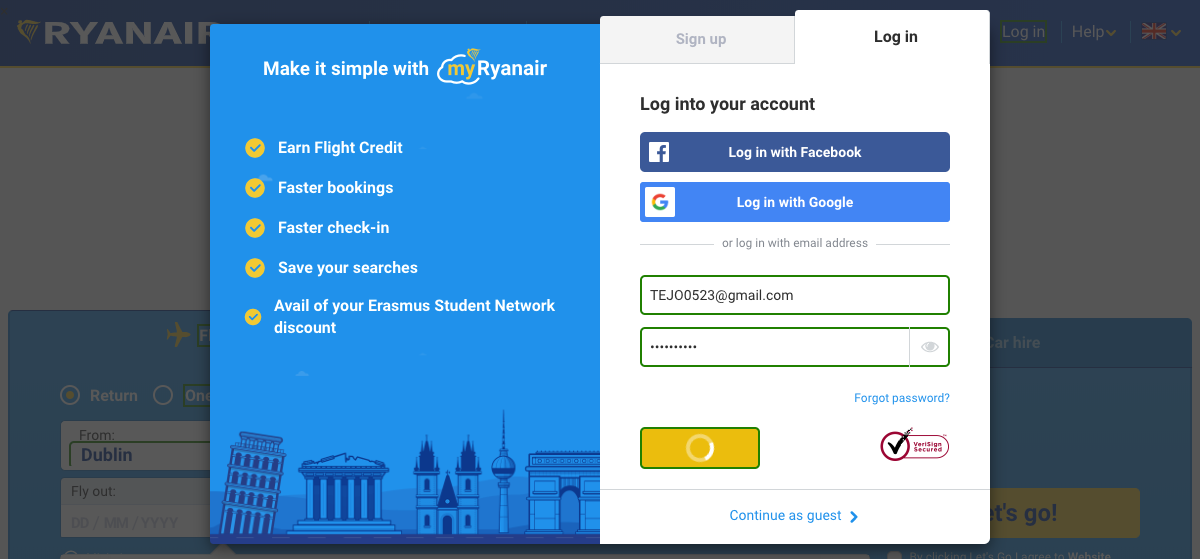 RYANAIR
Log in
Help
Make it simple with myRyanair
Earn Flight Credit
Faster bookings
Faster check-in
Save your searches
Avail of your Erasmus Student Network
discount
Sign up
Log in
Log into your account
Log in with Facebook
Log in with Google
or log in with email address
TEJO0523@gmail.com
••••••••••
Forgot password?
VeriSign
Secured
Continue as guest
Car hire
Return
One
From:
Dublin
Fly out:
DD / MM / YYYY
Let's go!
By clicking Let's Go I agree to Website